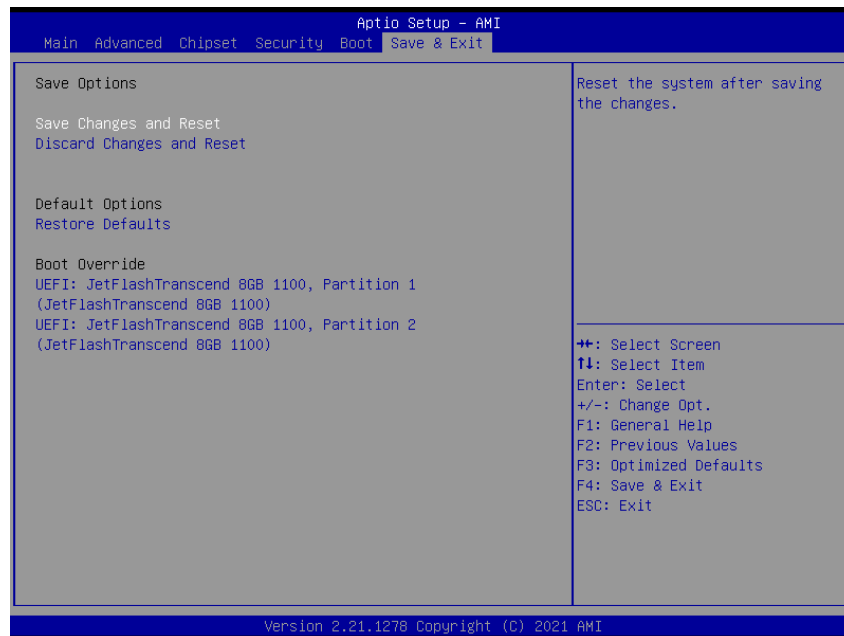 Aptio Setup – AMI
Main Advanced Chipset Security Boot Save & Exit
Save Options
Save Changes and Reset
Discard Changes and Reset
Default Options
Restore Defaults
Boot Override
UEFI: JetFlashTranscend 8GB 1100, Partition 1
(JetFlashTranscend 8GB 1100)
UEFI: JetFlashTranscend 8GB 1100, Partition 2
(JetFlashTranscend 8GB 1100)
Reset the system after saving
the changes.
→←: Select Screen
↑↓: Select Item
Enter: Select
+/-: Change Opt.
F1: General Help
F2: Previous Values
F3: Optimized Defaults
F4: Save & Exit
ESC: Exit
Version 2.21.1278 Copyright (C) 2021 AMI